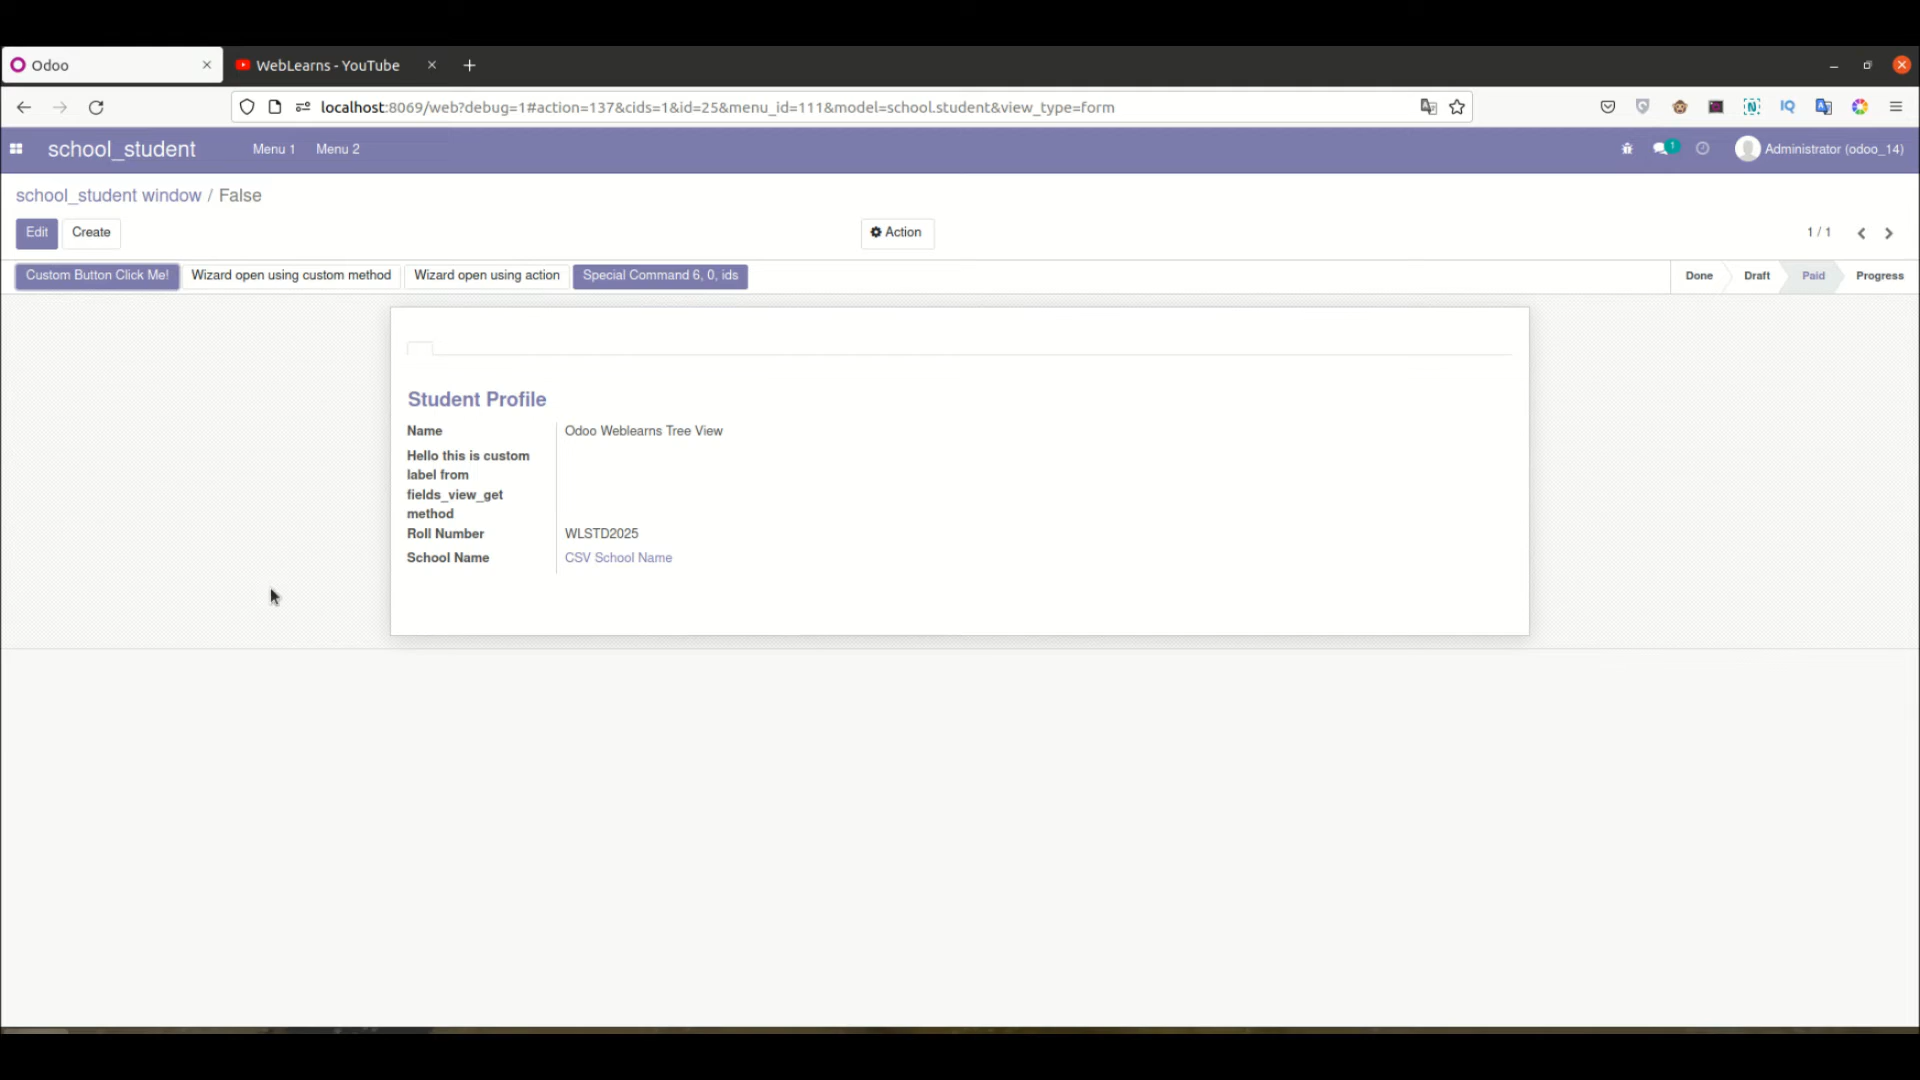 Odoo
WebLearns - YouTube
localhost:8069/web?debug=1#action=137&cids=1&id=25&menu_id=111&model=school.student&view_type=form
IQ
school_student Menu 1 Menu 2
1
Administrator (odoo_14)
school_student window / False
Edit Create
Action
1 / 1
Custom Button Click Me! Wizard open using custom method Wizard open using action Special Command 6, 0, ids
Done Draft Paid Progress
Student Profile
Name Odoo Weblearns Tree View
Hello this is custom
label from
fields_view_get
method
Roll Number WLSTD2025
School Name CSV School Name